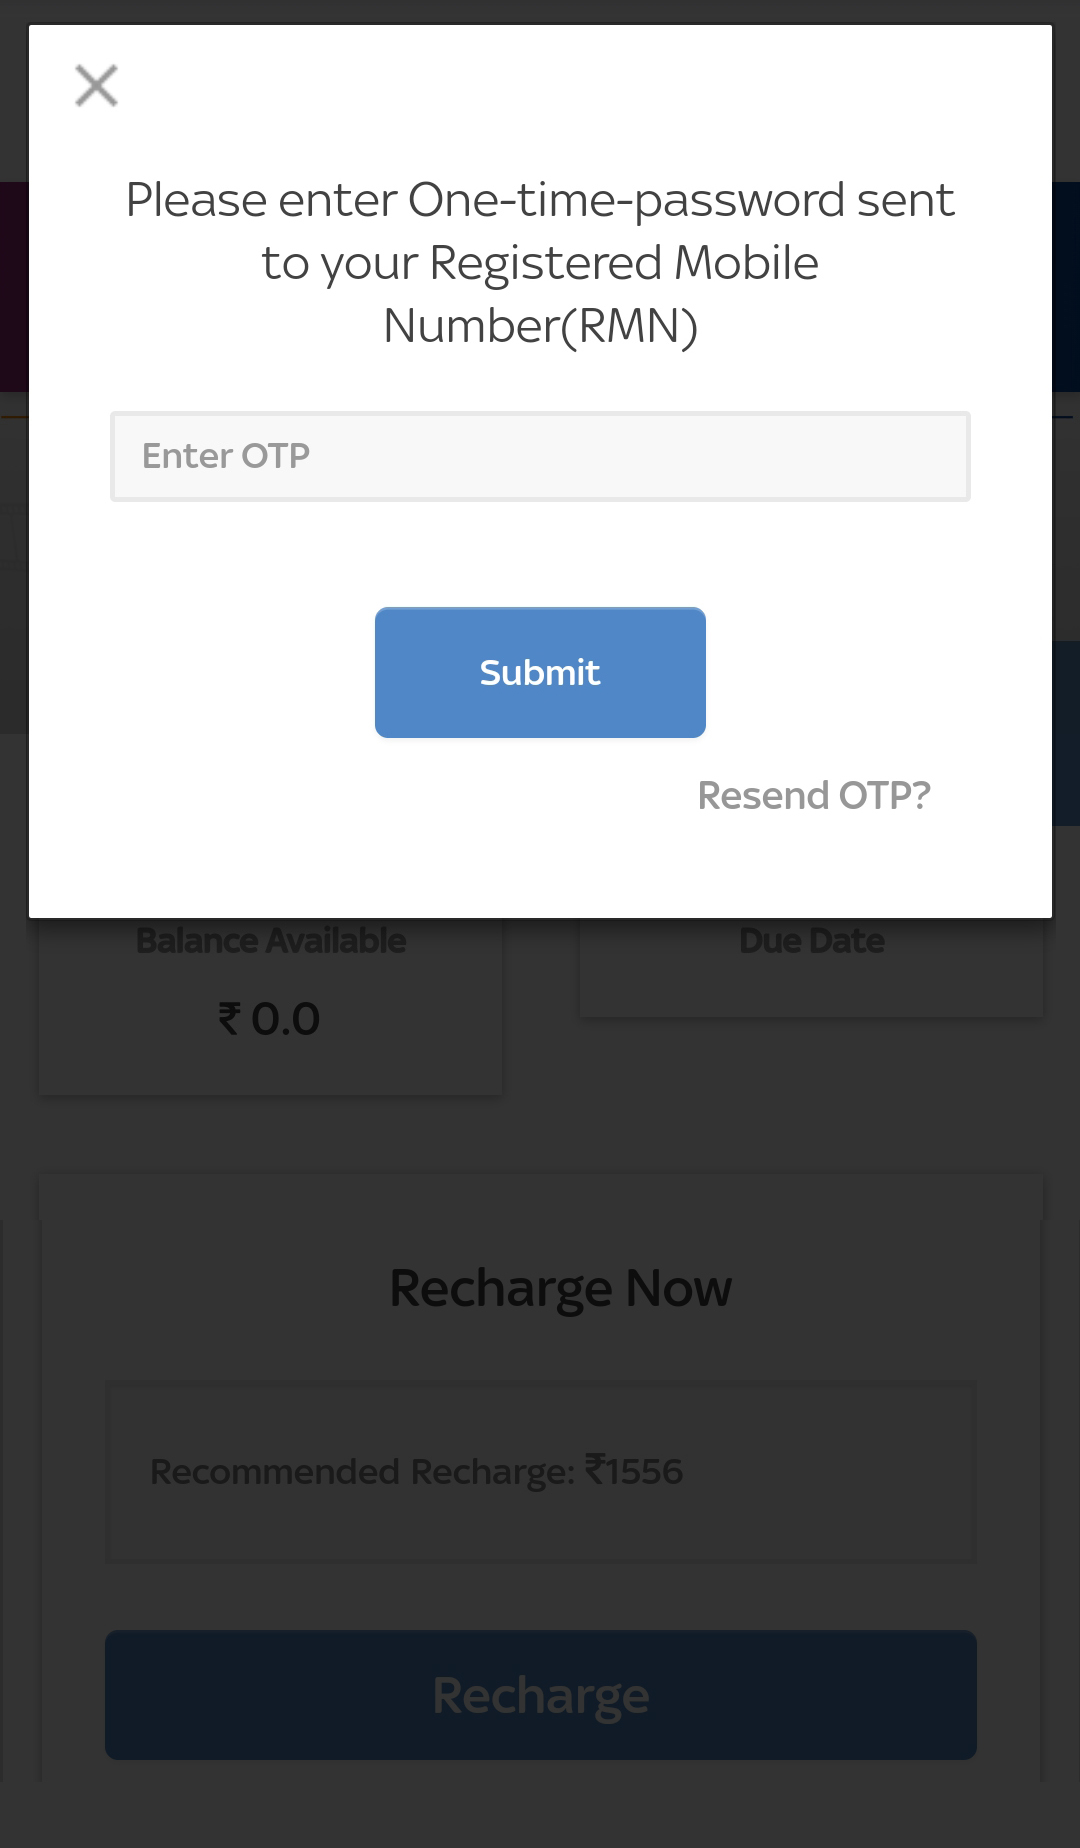 Please enter One-time-password sent
to your Registered Mobile
Number(RMN)
Enter OTP
Submit
Resend OTP?
Balance Available
Due Date
₹ 0.0
Recharge Now
Recommended Recharge: ₹1556
Recharge